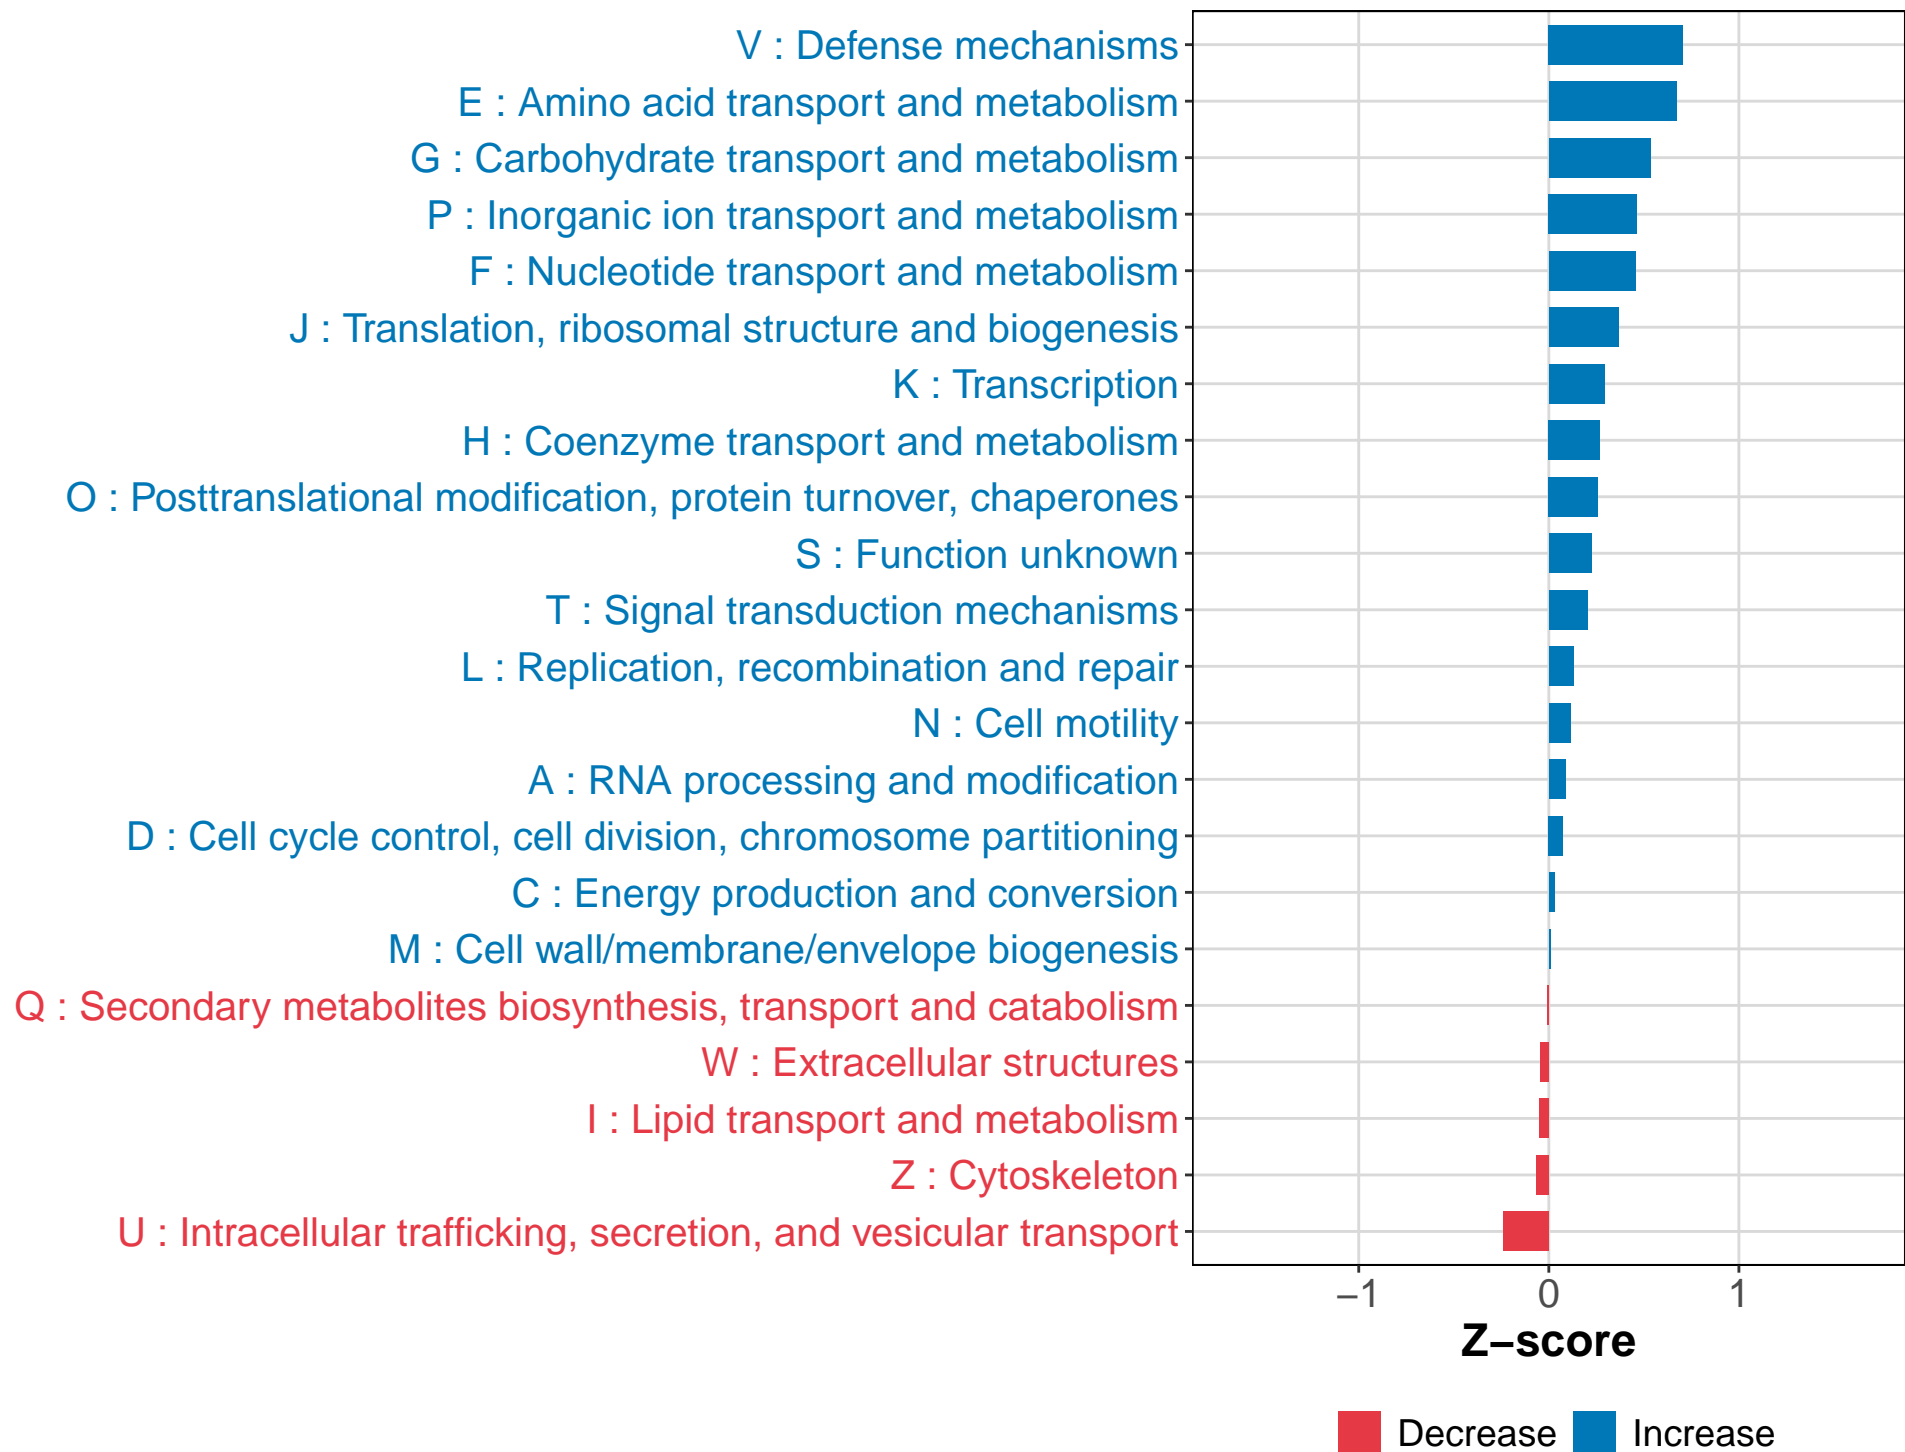 V : Defense mechanisms
E : Amino acid transport and metabolism
G : Carbohydrate transport and metabolism
P : Inorganic ion transport and metabolism
F : Nucleotide transport and metabolism
J : Translation, ribosomal structure and biogenesis
K : Transcription
H : Coenzyme transport and metabolism
O : Posttranslational modification, protein turnover, chaperones
S : Function unknown
T : Signal transduction mechanisms
L : Replication, recombination and repair
N : Cell motility
A : RNA processing and modification
D : Cell cycle control, cell division, chromosome partitioning
C : Energy production and conversion
M : Cell wall/membrane/envelope biogenesis
Q : Secondary metabolites biosynthesis, transport and catabolism
W : Extracellular structures
I : Lipid transport and metabolism
Z : Cytoskeleton
U : Intracellular trafficking, secretion, and vesicular transport
−1 0 1
Z−score
Decrease Increase